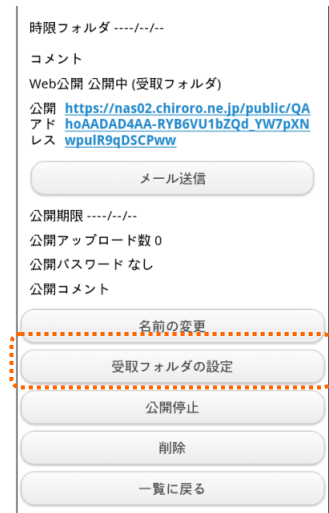 時限フォルダ ----/--/--
コメント
Web公開 公開中 (受取フォルダ)
公開 https://nas02.chiroro.ne.jp/public/QA
アド hoAADAD4AA-RYB6VU1bZQd_YW7pXN
レス wpulR9qDSCPww
メール送信
公開期限 ----/--/--
公開アップロード数 0
公開パスワード なし
公開コメント
名前の変更
受取フォルダの設定
公開停止
削除
一覧に戻る